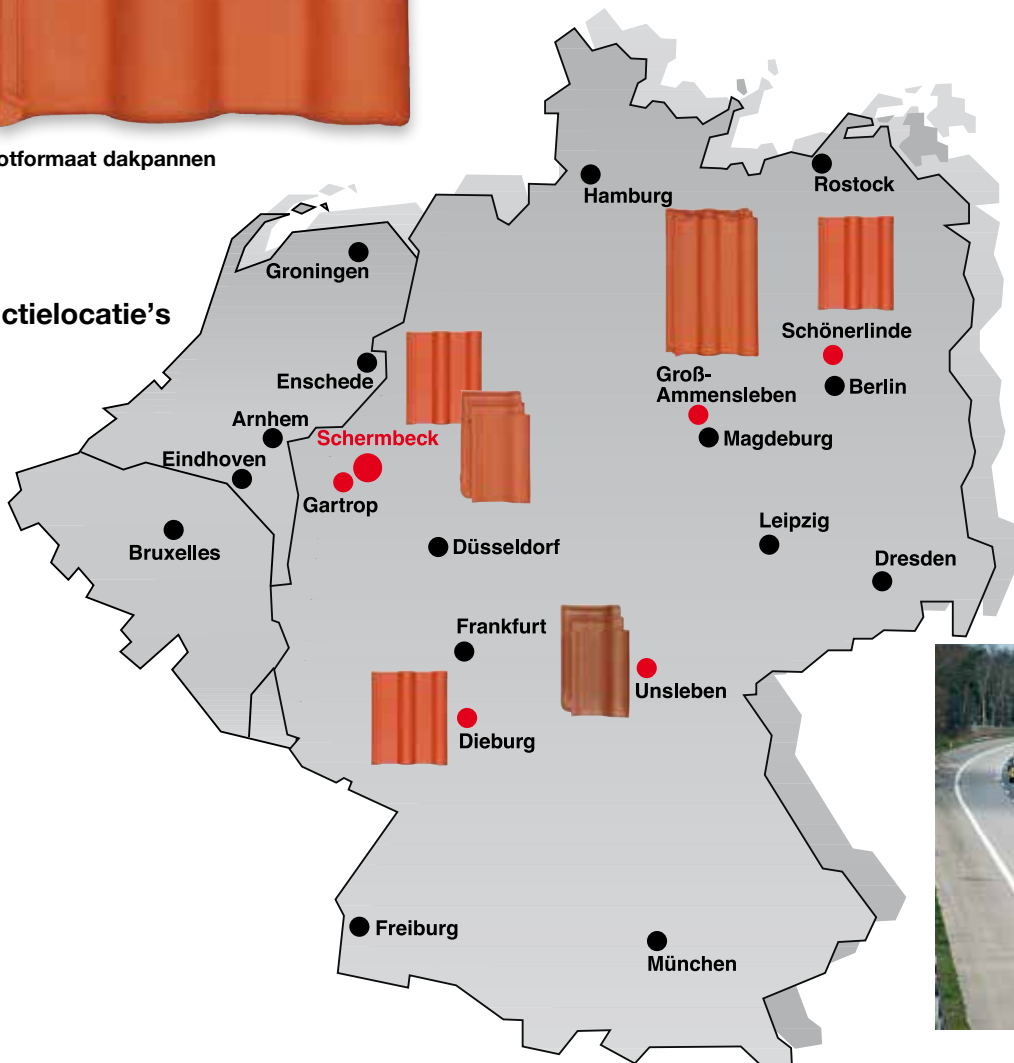 otformaat dakpannen
Hamburg
Rostock
Groningen
ctielocatie's
Schönerlinde
Enschede
Groß-
Ammensleben
Berlin
Arnhem
Schermbeck
Magdeburg
Eindhoven
Gartrop
Leipzig
Bruxelles
Düsseldorf
Dresden
Frankfurt
Unsleben
Dieburg
Freiburg
München